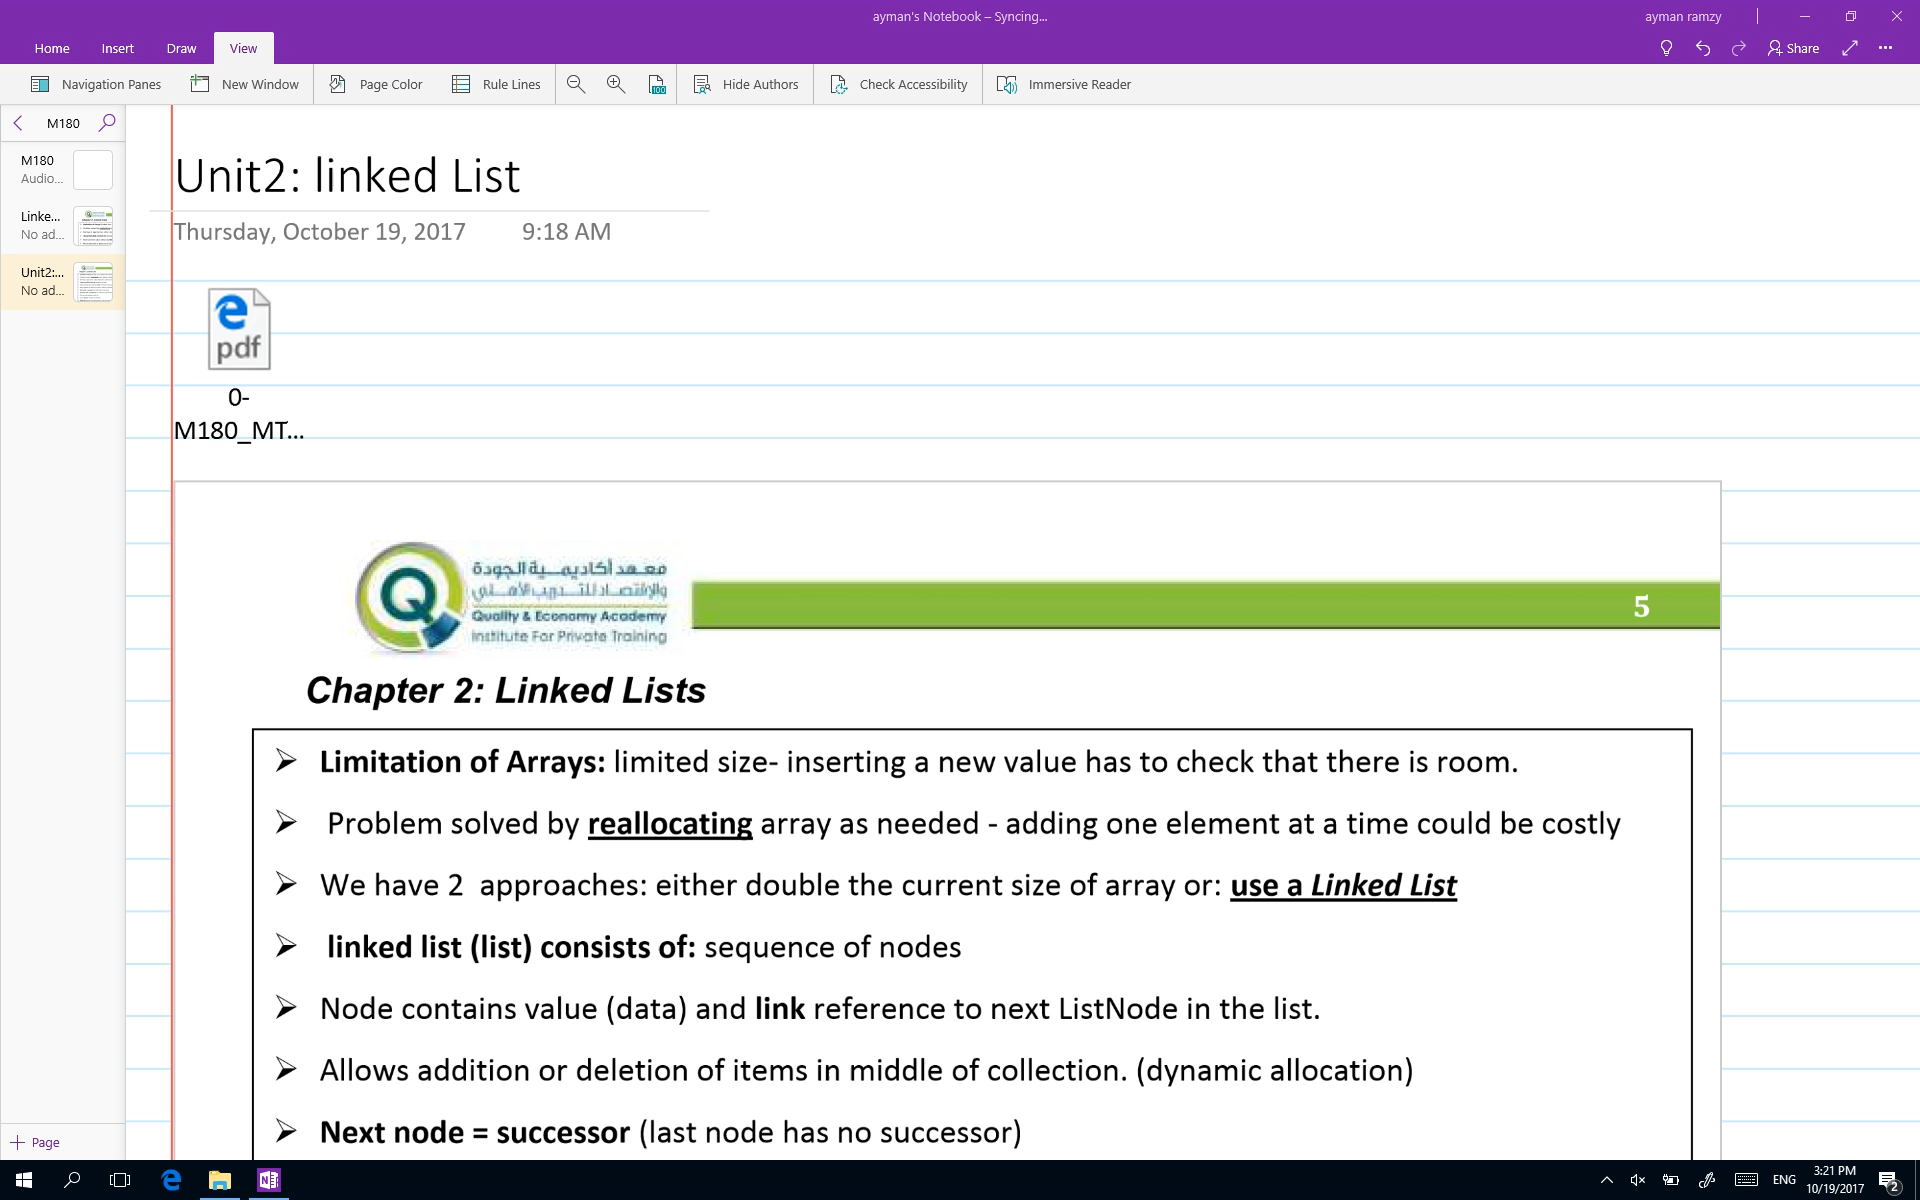 ayman's Notebook – Syncing...
ayman ramzy
Home Insert Draw View
Share
Navigation Panes New Window Page Color Rule Lines 100 Hide Authors Check Accessibility Immersive Reader
M180
M180
Audio...
Linke...
No ad...
Unit2:...
No ad...
Unit2: linked List
Thursday, October 19, 2017 9:18 AM
pdf
0-
M180_MT...
معهد أكاديمية الجودة
والإقتصاد للتدريب الأهلي
Quality & Economy Academy
Institute For Private Training
5
Chapter 2: Linked Lists
➢ Limitation of Arrays: limited size- inserting a new value has to check that there is room.
➢ Problem solved by reallocating array as needed - adding one element at a time could be costly
➢ We have 2 approaches: either double the current size of array or: use a Linked List
➢ linked list (list) consists of: sequence of nodes
➢ Node contains value (data) and link reference to next ListNode in the list.
➢ Allows addition or deletion of items in middle of collection. (dynamic allocation)
➢ Next node = successor (last node has no successor)
Page
ENG
3:21 PM
10/19/2017
2